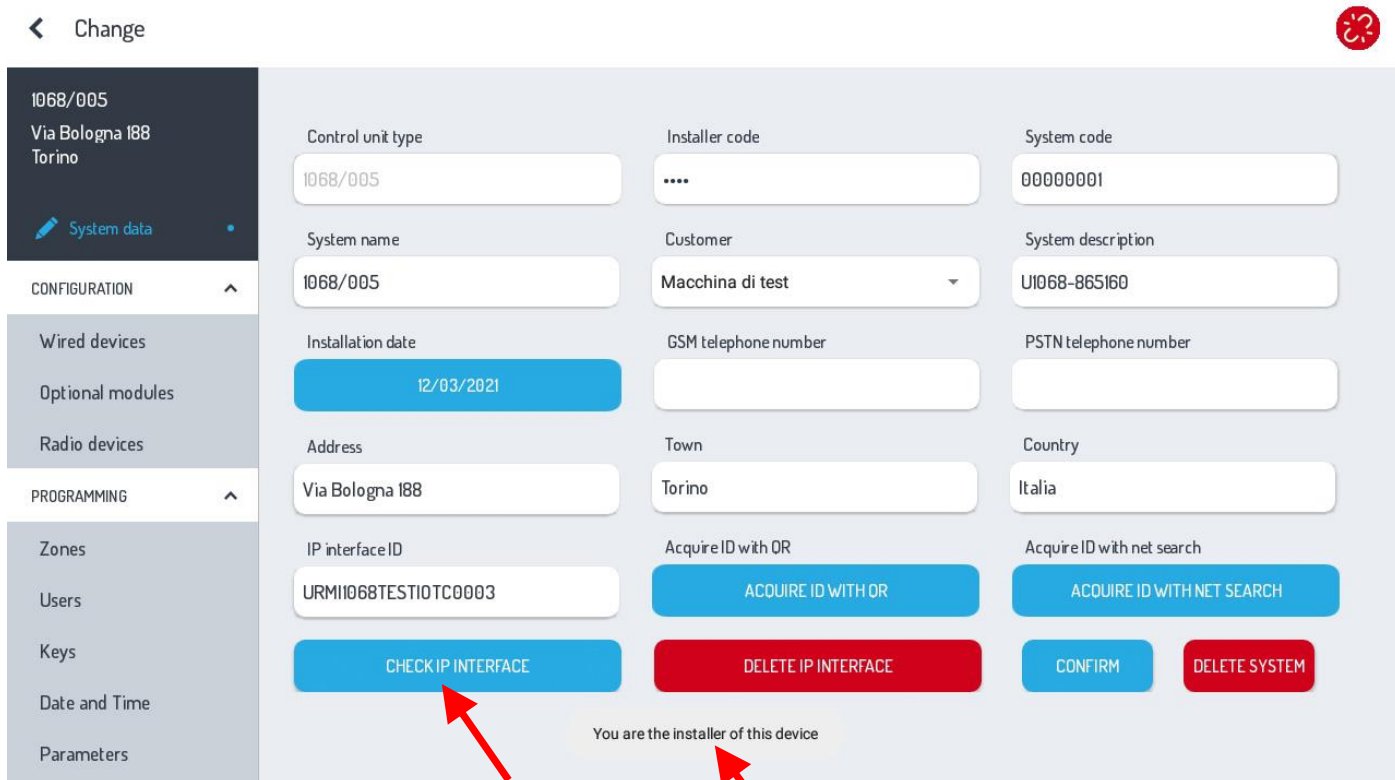 Change
1068/005
Via Bologna 188
Torino
System data
CONFIGURATION
Wired devices
Optional modules
Radio devices
PROGRAMMING
Zones
Users
Keys
Date and Time
Parameters
Control unit type
Installer code
System code
1068/005
••••
00000001
System name
Customer
System description
1068/005
Macchina di test
U1068-865160
Installation date
GSM telephone number
PSTN telephone number
12/03/2021
Address
Town
Country
Via Bologna 188
Torino
Italia
IP interface ID
Acquire ID with QR
Acquire ID with net search
URMI1068TESTIOTC0003
ACQUIRE ID WITH QR
ACQUIRE ID WITH NET SEARCH
CHECK IP INTERFACE
DELETE IP INTERFACE
CONFIRM
DELETE SYSTEM
You are the installer of this device